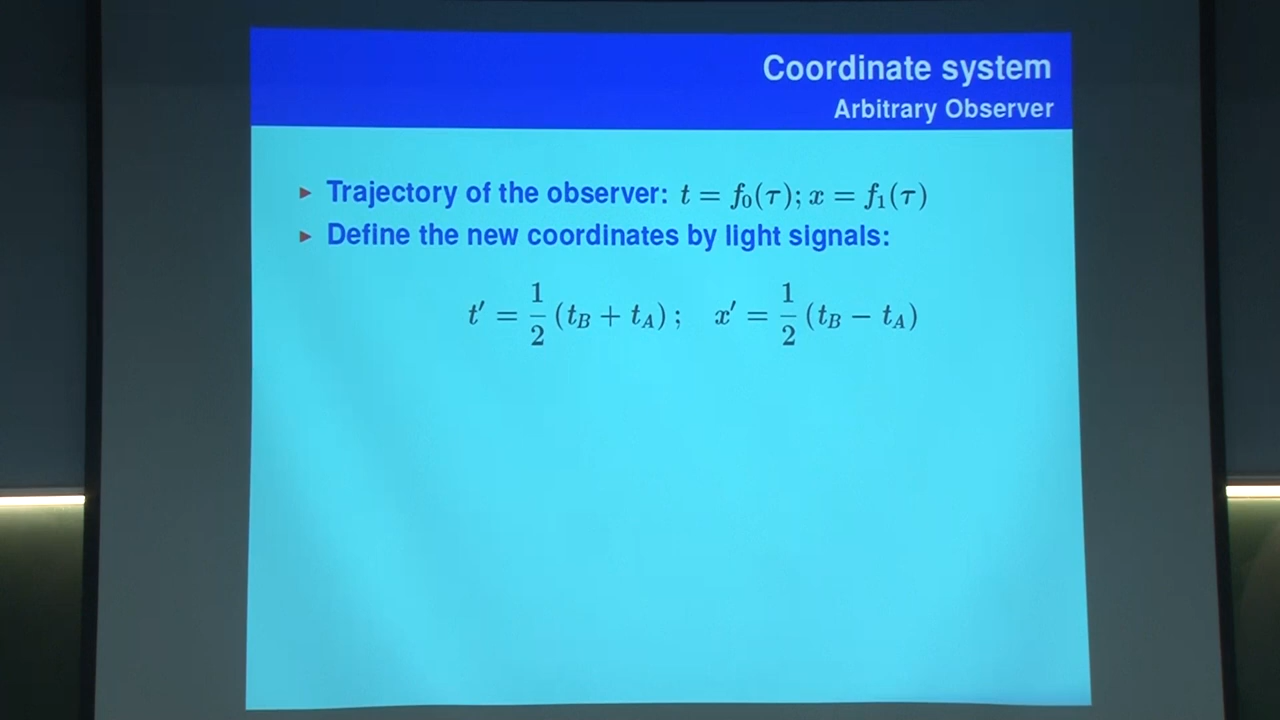 Coordinate system
Arbitrary Observer
▶ Trajectory of the observer: t = f₀(τ); x = f₁(τ)
▶ Define the new coordinates by light signals:
t′ = 1/2 (t_B + t_A);   x′ = 1/2 (t_B − t_A)